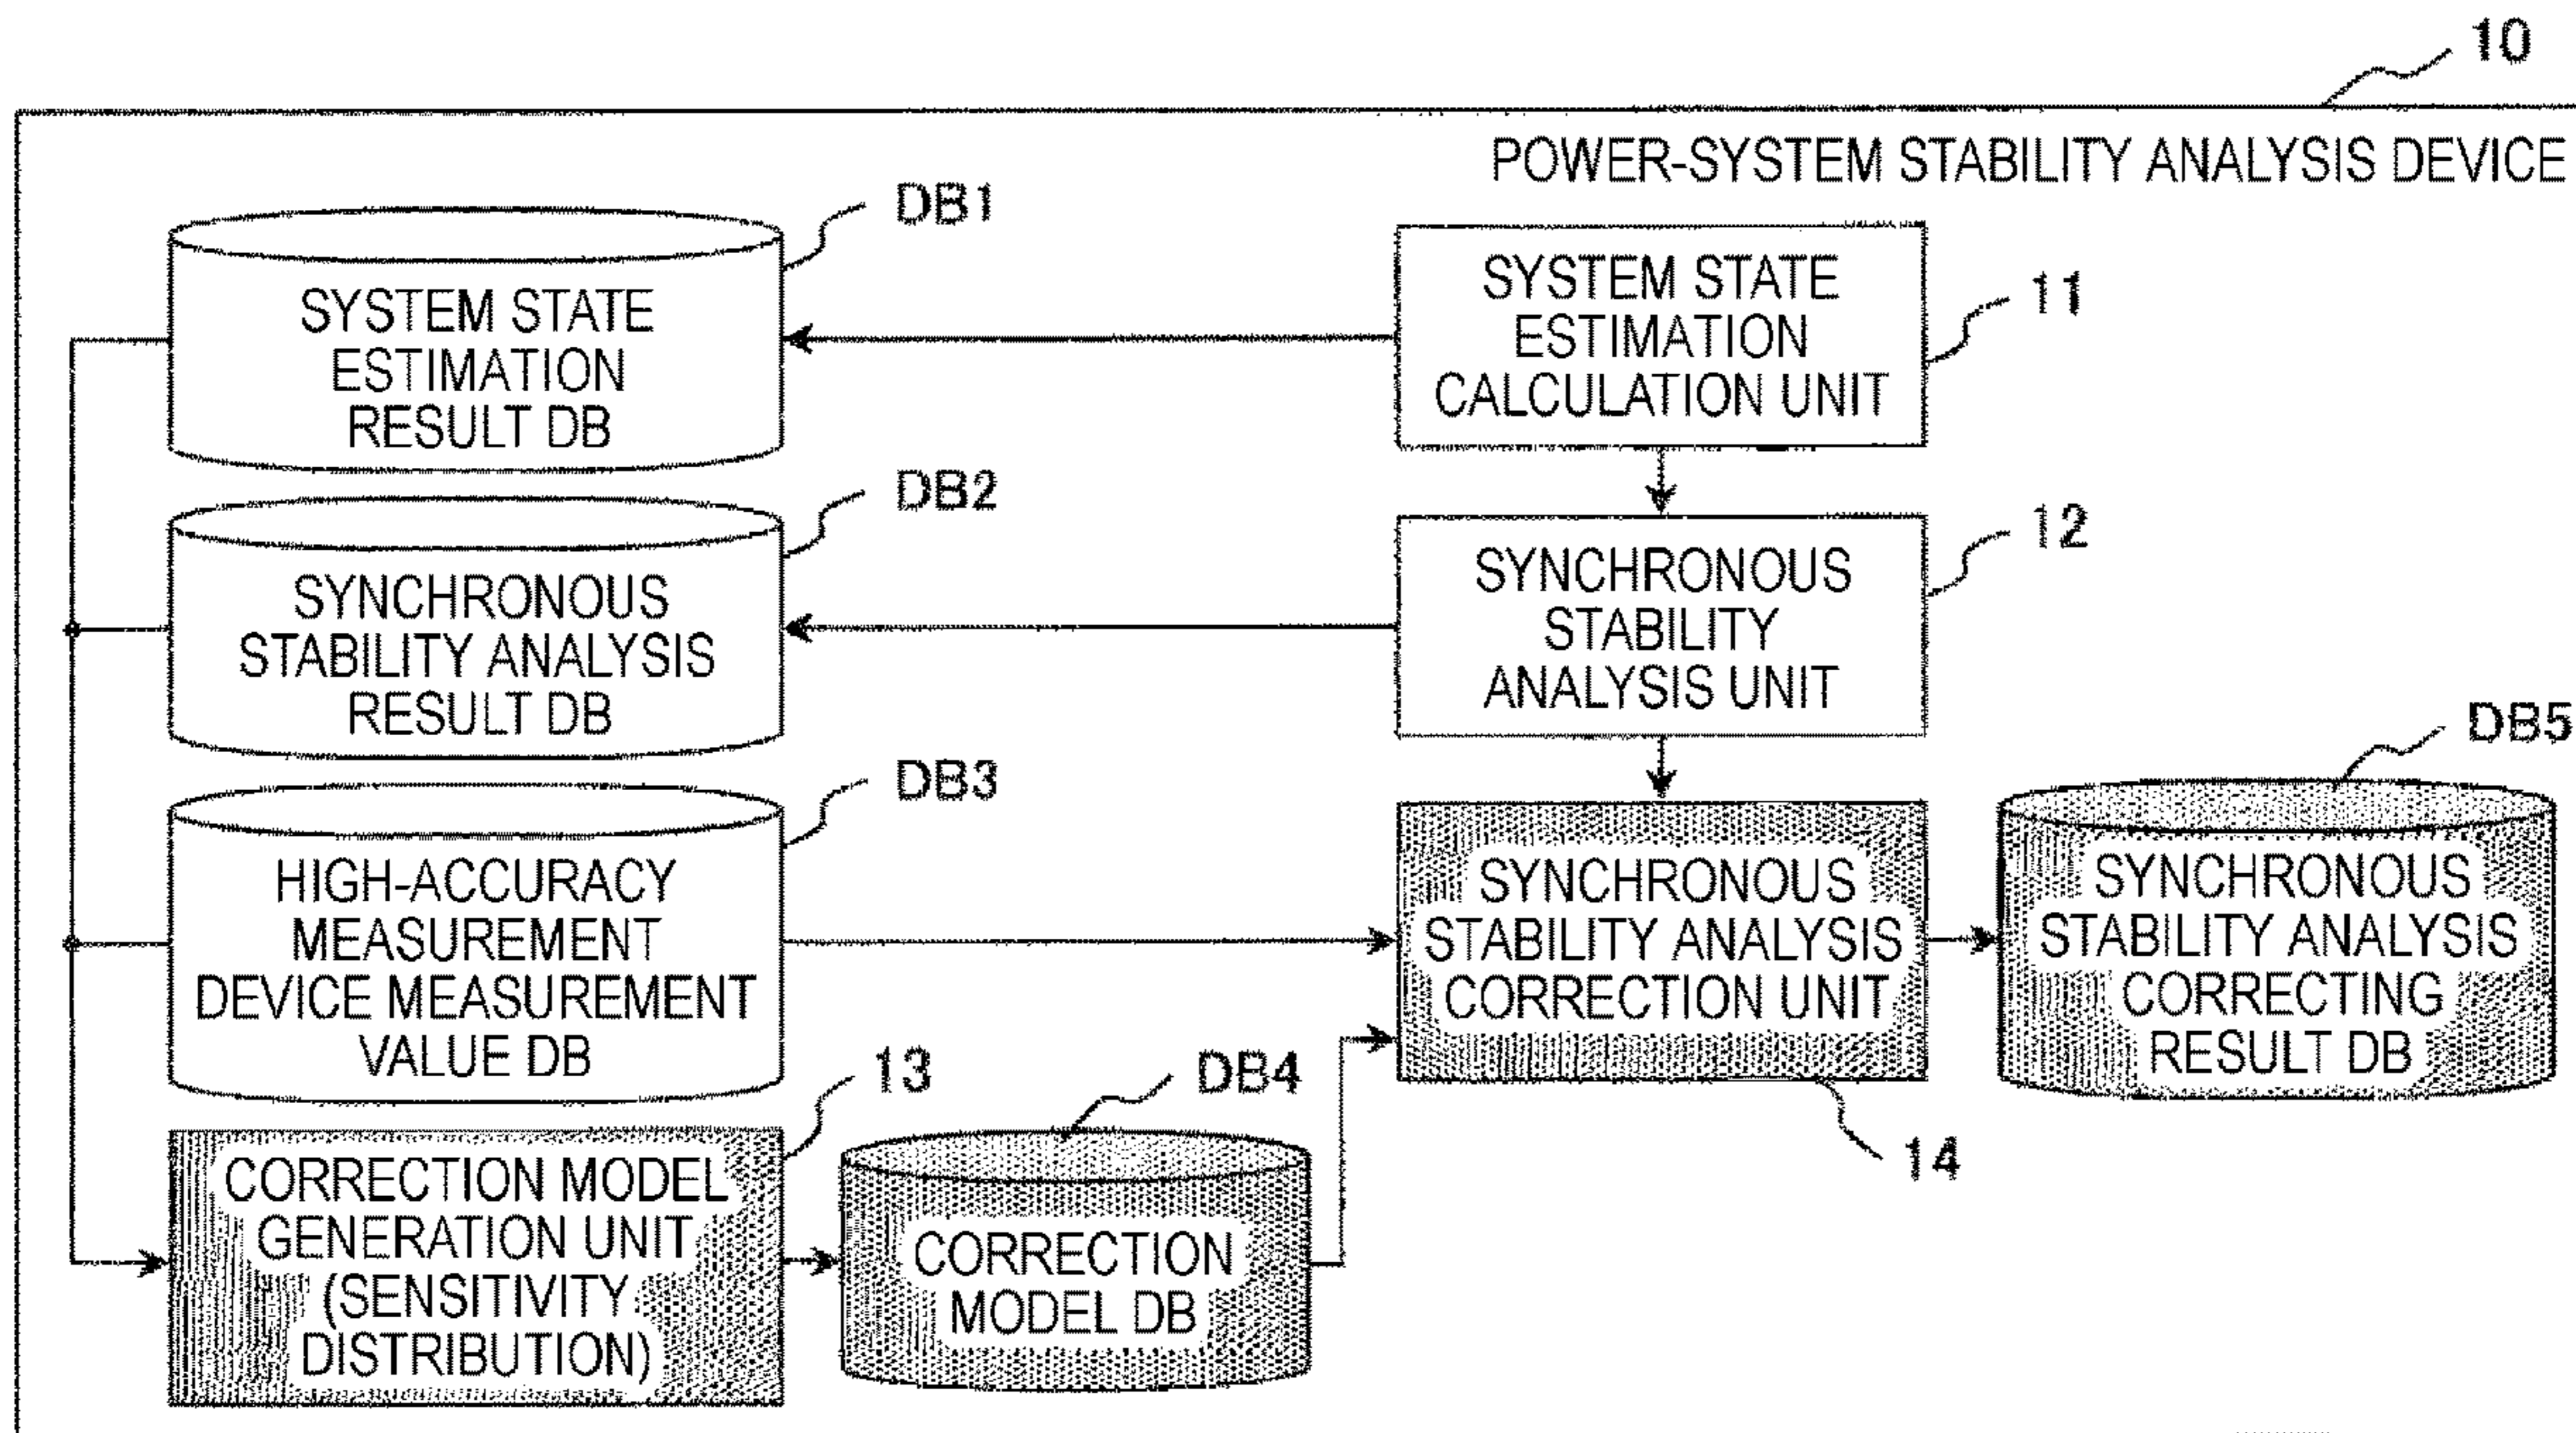 10
POWER-SYSTEM STABILITY ANALYSIS DEVICE
DB1
SYSTEM STATE
ESTIMATION
RESULT DB
SYSTEM STATE
ESTIMATION
CALCULATION UNIT
11
DB2
SYNCHRONOUS
STABILITY ANALYSIS
RESULT DB
SYNCHRONOUS
STABILITY
ANALYSIS UNIT
12
DB3
HIGH-ACCURACY
MEASUREMENT
DEVICE MEASUREMENT
VALUE DB
SYNCHRONOUS
STABILITY ANALYSIS
CORRECTION UNIT
14
DB5
SYNCHRONOUS
STABILITY ANALYSIS
CORRECTING
RESULT DB
13
CORRECTION MODEL
GENERATION UNIT
(SENSITIVITY
DISTRIBUTION)
DB4
CORRECTION
MODEL DB